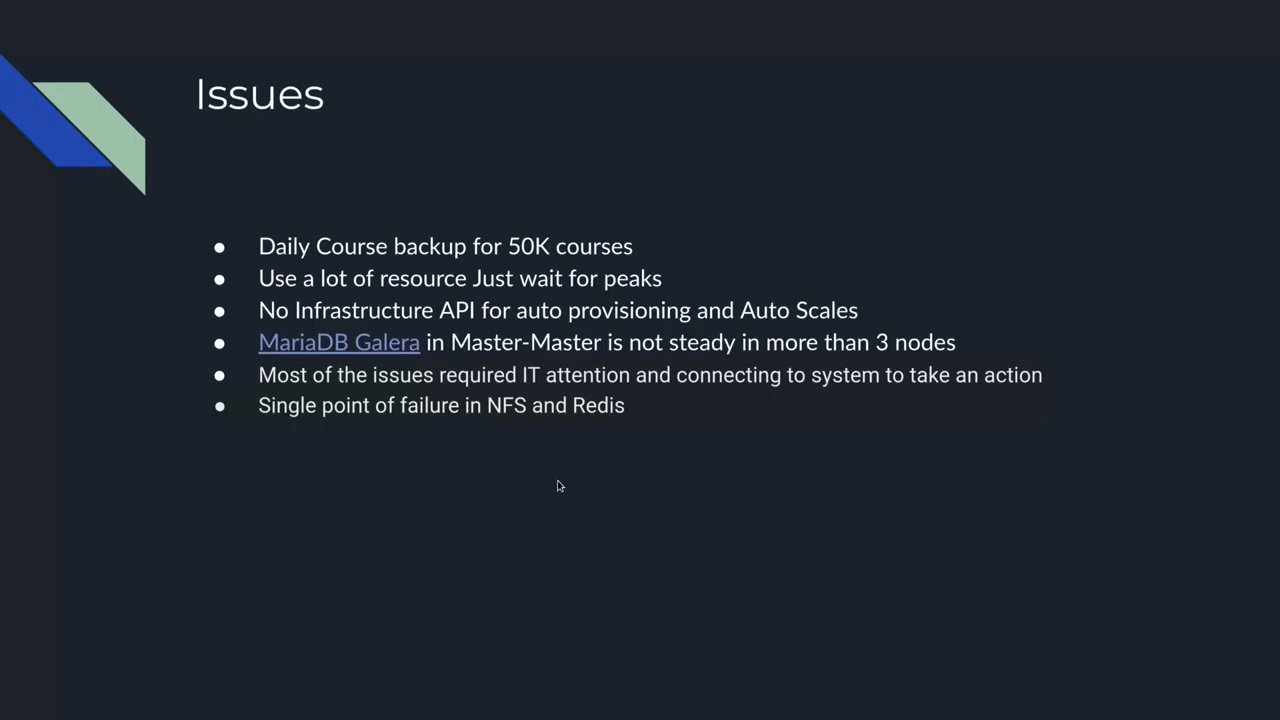 Issues
● Daily Course backup for 50K courses
● Use a lot of resource Just wait for peaks
● No Infrastructure API for auto provisioning and Auto Scales
● MariaDB Galera in Master-Master is not steady in more than 3 nodes
● Most of the issues required IT attention and connecting to system to take an action
● Single point of failure in NFS and Redis